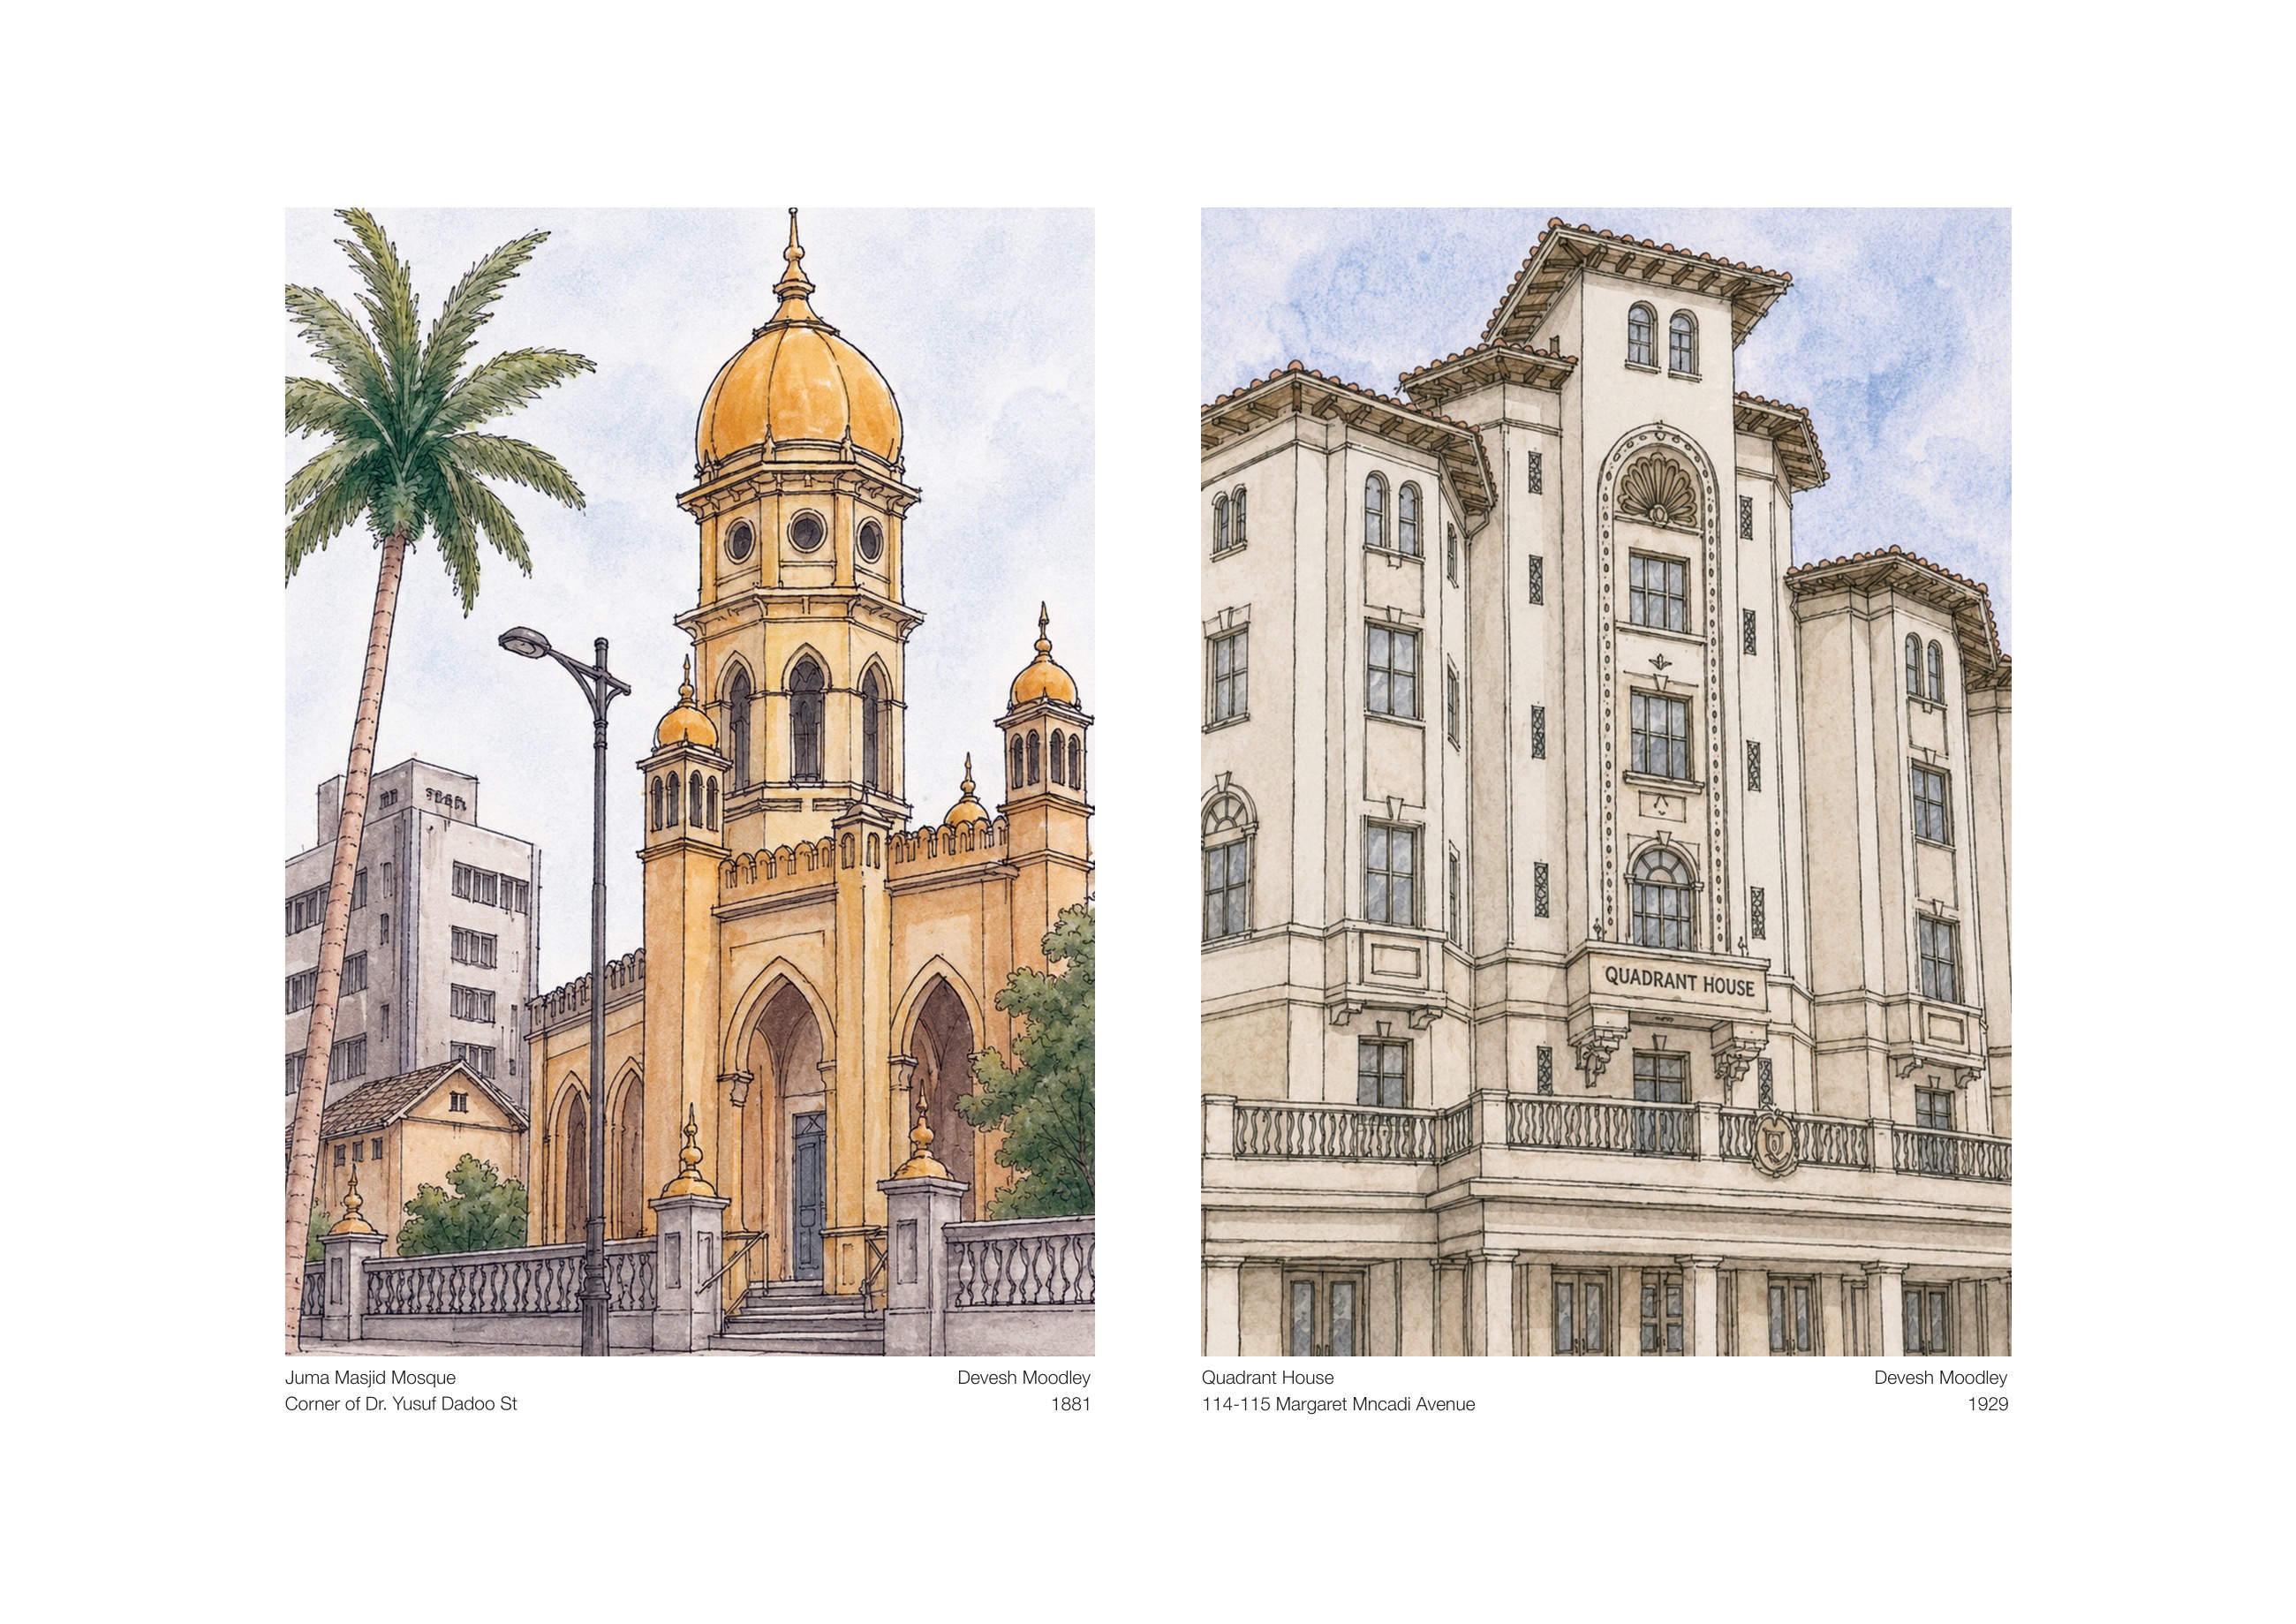 QUADRANT HOUSE
Juma Masjid Mosque
Corner of Dr. Yusuf Dadoo St
Devesh Moodley
1881
Quadrant House
114-115 Margaret Mncadi Avenue
Devesh Moodley
1929